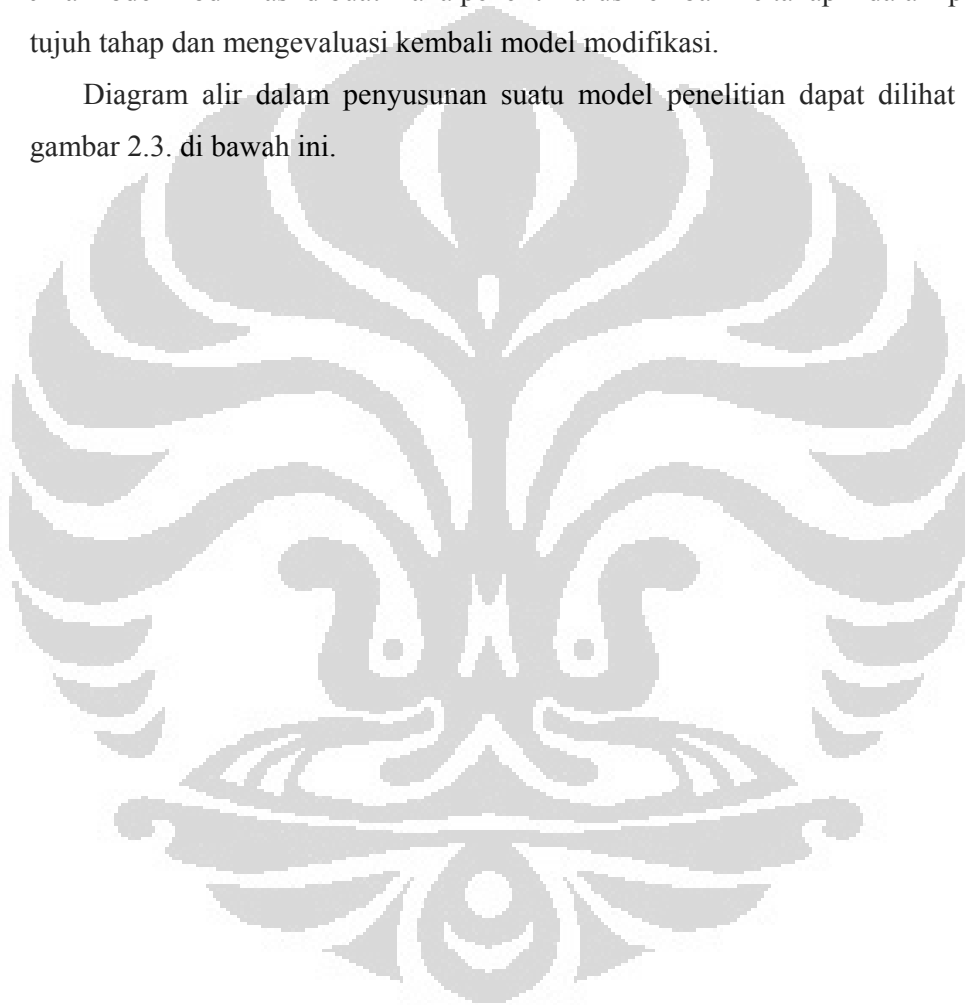 tujuh tahap dan mengevaluasi kembali model modifikasi.
Diagram alir dalam penyusunan suatu model penelitian dapat dilihat
gambar 2.3. di bawah ini.